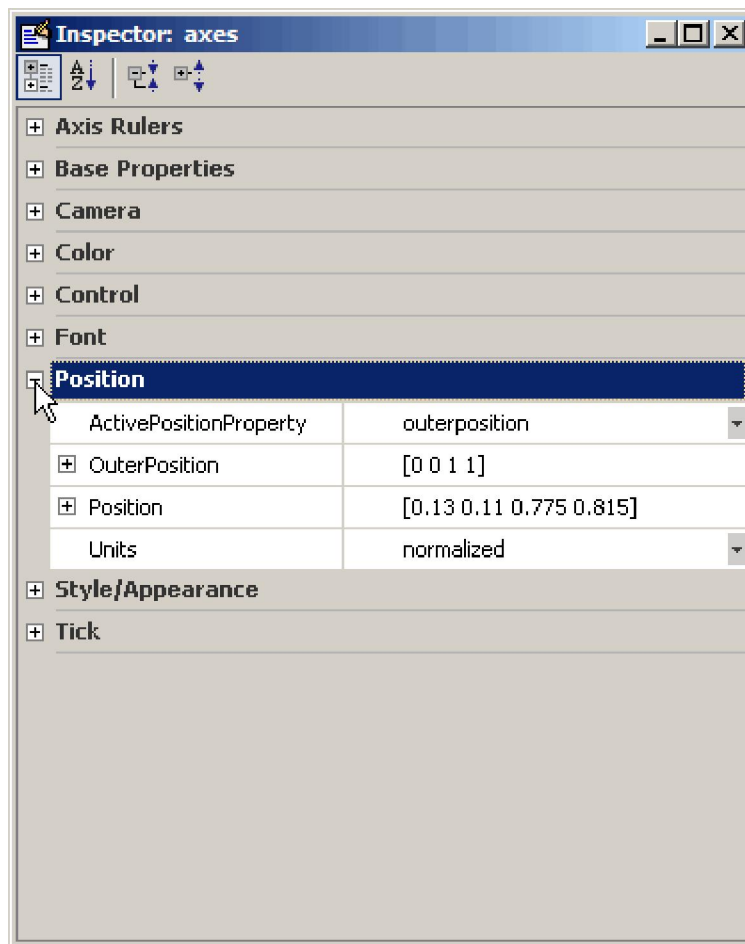 Inspector: axes
Axis Rulers
Base Properties
Camera
Color
Control
Font
Position
ActivePositionProperty outerposition
OuterPosition [0 0 1 1]
Position [0.13 0.11 0.775 0.815]
Units normalized
Style/Appearance
Tick